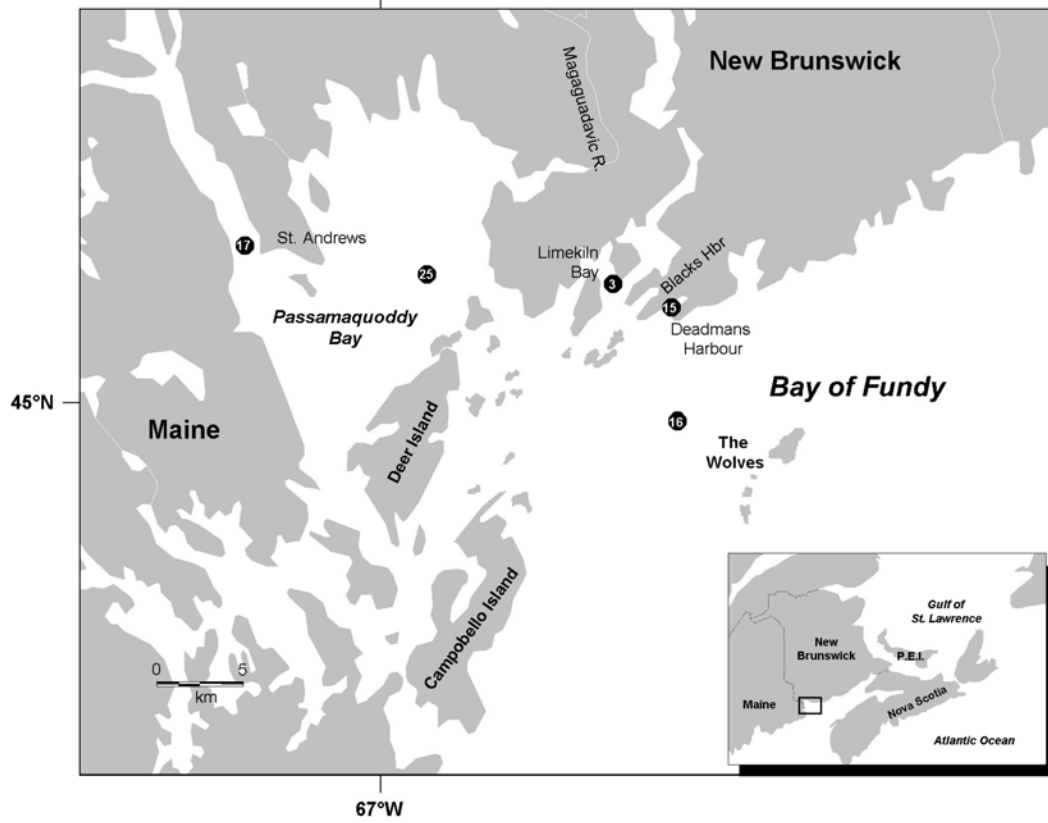 New Brunswick
Magaguadavic R.
17
St. Andrews
25
Limekiln
Bay
3
Blacks Hbr
15
Passamaquoddy
Bay
Deadmans
Harbour
45°N
Maine
Deer Island
Bay of Fundy
16
The
Wolves
Campobello Island
0 5
km
67°W
Gulf of
St. Lawrence
New
Brunswick
P.E.I.
Maine
Nova Scotia
Atlantic Ocean